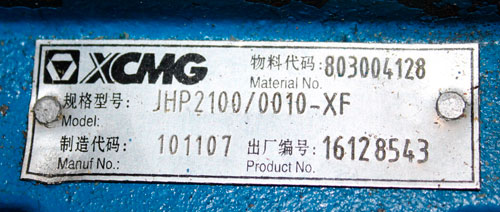 XCMG 物料代码: 803004128
Material No.
规格型号: JHP2100/0010-XF
Model:
制造代码: 101107 出厂编号: 16128543
Manuf No.: Product No.